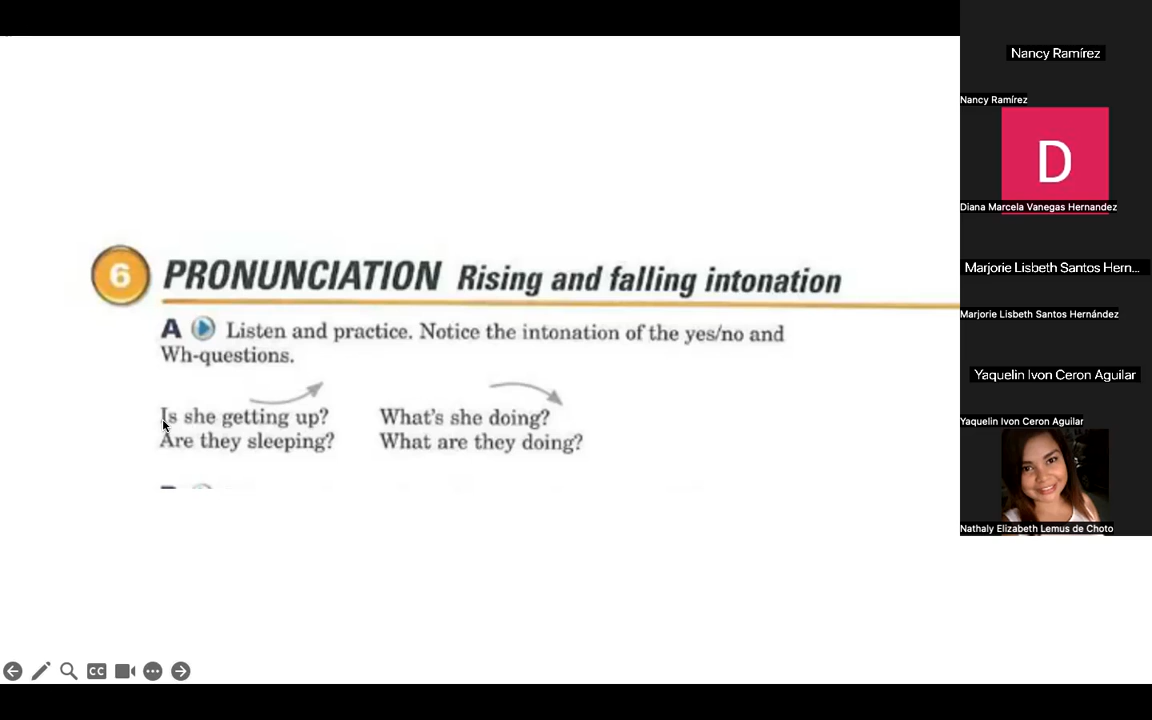 6 PRONUNCIATION Rising and falling intonation
A Listen and practice. Notice the intonation of the yes/no and
Wh-questions.
Is she getting up? What's she doing?
Are they sleeping? What are they doing?
CC
Nancy Ramírez
Nancy Ramírez
D
Diana Marcela Vanegas Hernandez
Marjorie Lisbeth Santos Hern...
Marjorie Lisbeth Santos Hernández
Yaquelin Ivon Ceron Aguilar
Yaquelin Ivon Ceron Aguilar
Nathaly Elizabeth Lemus de Choto